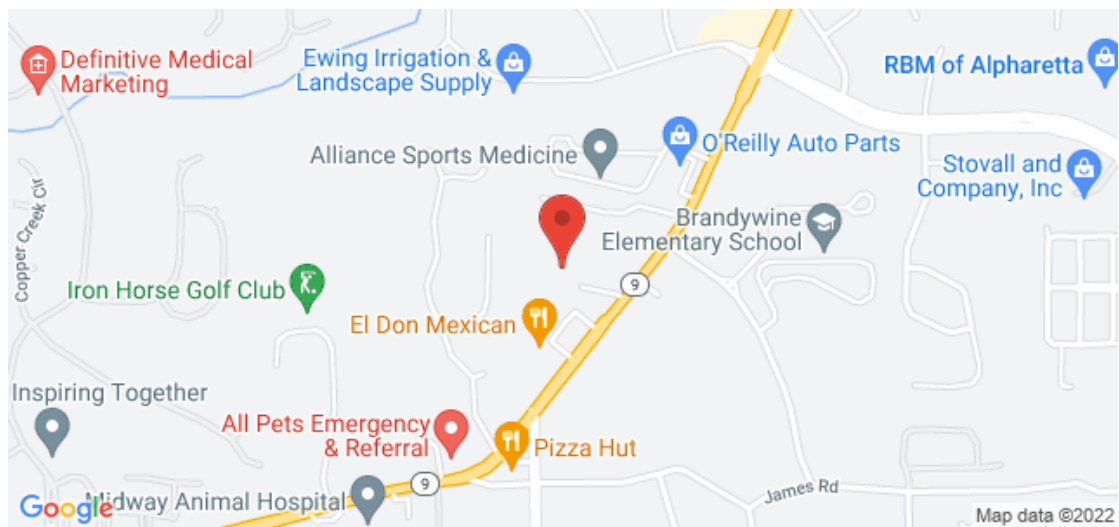 Definitive Medical
Marketing
Ewing Irrigation &
Landscape Supply
RBM of Alpharetta
Alliance Sports Medicine
O'Reilly Auto Parts
Stovall and
Company, Inc
Copper Creek Cir
Brandywine
Elementary School
Iron Horse Golf Club
9
El Don Mexican
Inspiring Together
All Pets Emergency
& Referral
Pizza Hut
9
Midway Animal Hospital
James Rd
Google
Map data ©2022